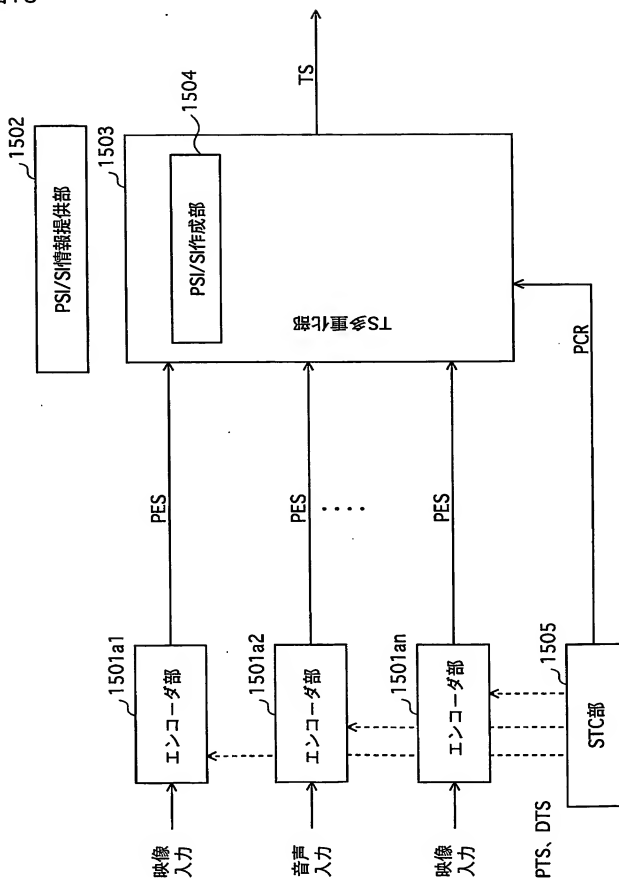 1502
PSI/SI情報提供部
1503
1504
PSI/SI作成部
TS多重化部
TS
PES
PES
‥‥
PES
PCR
1501a1
エンコーダ部
1501a2
エンコーダ部
1501an
エンコーダ部
1505
STC部
映像
入力
音声
入力
映像
入力
PTS、DTS